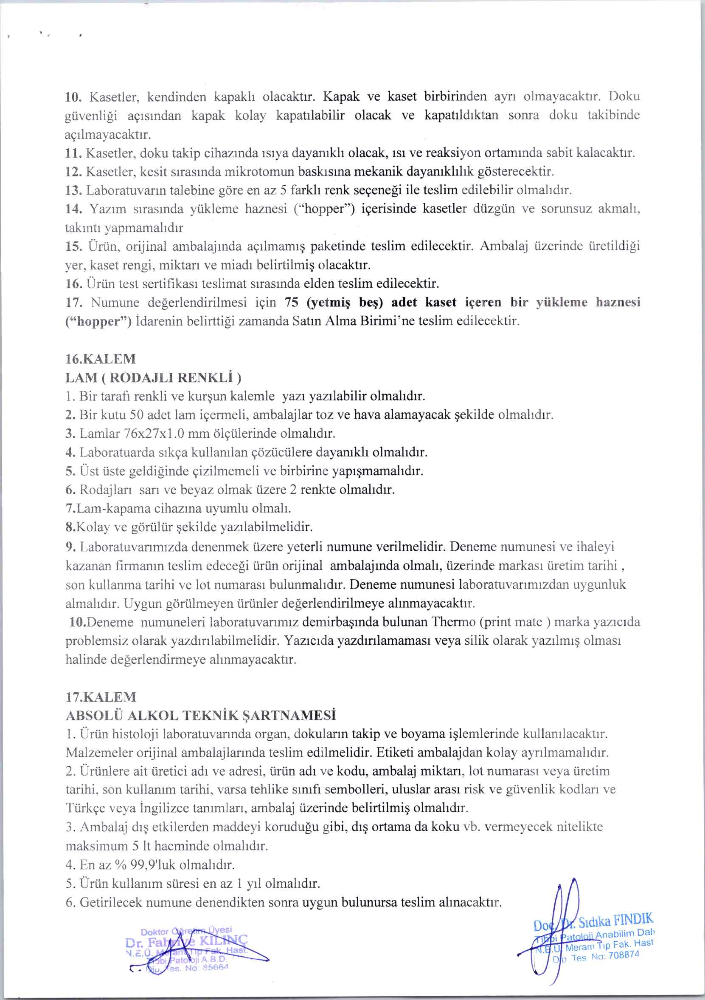 10. Kasetler, kendinden kapaklı olacaktır. Kapak ve kaset birbirinden ayrı olmayacaktır. Doku
güvenliği açısından kapak kolay kapatılabilir olacak ve kapatıldıktan sonra doku takibinde
açılmayacaktır.
11. Kasetler, doku takip cihazında ısıya dayanıklı olacak, ısı ve reaksiyon ortamında sabit kalacaktır.
12. Kasetler, kesit sırasında mikrotomun baskısına mekanik dayanıklılık gösterecektir.
13. Laboratuvarın talebine göre en az 5 farklı renk seçeneği ile teslim edilebilir olmalıdır.
14. Yazım sırasında yükleme haznesi (“hopper”) içerisinde kasetler düzgün ve sorunsuz akmalı,
takıntı yapmamalıdır
15. Ürün, orijinal ambalajında açılmamış paketinde teslim edilecektir. Ambalaj üzerinde üretildiği
yer, kaset rengi, miktarı ve miadı belirtilmiş olacaktır.
16. Ürün test sertifikası teslimat sırasında elden teslim edilecektir.
17. Numune değerlendirilmesi için 75 (yetmiş beş) adet kaset içeren bir yükleme haznesi
(“hopper”) İdarenin belirttiği zamanda Satın Alma Birimi’ne teslim edilecektir.
16.KALEM
LAM ( RODAJLI RENKLİ )
1. Bir tarafı renkli ve kurşun kalemle yazı yazılabilir olmalıdır.
2. Bir kutu 50 adet lam içermeli, ambalajlar toz ve hava alamayacak şekilde olmalıdır.
3. Lamlar 76x27x1.0 mm ölçülerinde olmalıdır.
4. Laboratuarda sıkça kullanılan çözücülere dayanıklı olmalıdır.
5. Üst üste geldiğinde çizilmemeli ve birbirine yapışmamalıdır.
6. Rodajları sarı ve beyaz olmak üzere 2 renkte olmalıdır.
7.Lam-kapama cihazına uyumlu olmalı.
8.Kolay ve görülür şekilde yazılabilmelidir.
9. Laboratuvarımızda denenmek üzere yeterli numune verilmelidir. Deneme numunesi ve ihaleyi
kazanan firmanın teslim edeceği ürün orijinal ambalajında olmalı, üzerinde markası üretim tarihi ,
son kullanma tarihi ve lot numarası bulunmalıdır. Deneme numunesi laboratuvarımızdan uygunluk
almalıdır. Uygun görülmeyen ürünler değerlendirilmeye alınmayacaktır.
10.Deneme numuneleri laboratuvarımız demirbaşında bulunan Thermo (print mate ) marka yazıcıda
problemsiz olarak yazdırılabilmelidir. Yazıcıda yazdırılamaması veya silik olarak yazılmış olması
halinde değerlendirmeye alınmayacaktır.
17.KALEM
ABSOLÜ ALKOL TEKNİK ŞARTNAMESİ
1. Ürün histoloji laboratuvarında organ, dokuların takip ve boyama işlemlerinde kullanılacaktır.
Malzemeler orijinal ambalajlarında teslim edilmelidir. Etiketi ambalajdan kolay ayrılmamalıdır.
2. Ürünlere ait üretici adı ve adresi, ürün adı ve kodu, ambalaj miktarı, lot numarası veya üretim
tarihi, son kullanım tarihi, varsa tehlike sınıfı sembolleri, uluslar arası risk ve güvenlik kodları ve
Türkçe veya İngilizce tanımları, ambalaj üzerinde belirtilmiş olmalıdır.
3. Ambalaj dış etkilerden maddeyi koruduğu gibi, dış ortama da koku vb. vermeyecek nitelikte
maksimum 5 lt hacminde olmalıdır.
4. En az % 99,9'luk olmalıdır.
5. Ürün kullanım süresi en az 1 yıl olmalıdır.
6. Getirilecek numune denendikten sonra uygun bulunursa teslim alınacaktır.
Doktor Öğretim Üyesi
Dr. Fahriye KILINÇ
N.E.Ü. Meram Tıp Fak. Hast.
Tıbbi Patoloji A.B.D.
Dip. Tes. No: 85664
Doç. Dr. Sıdıka FINDIK
Tıbbi Patoloji Anabilim Dalı
N.E.Ü. Meram Tıp Fak. Hast
Dip Tes No: 708874